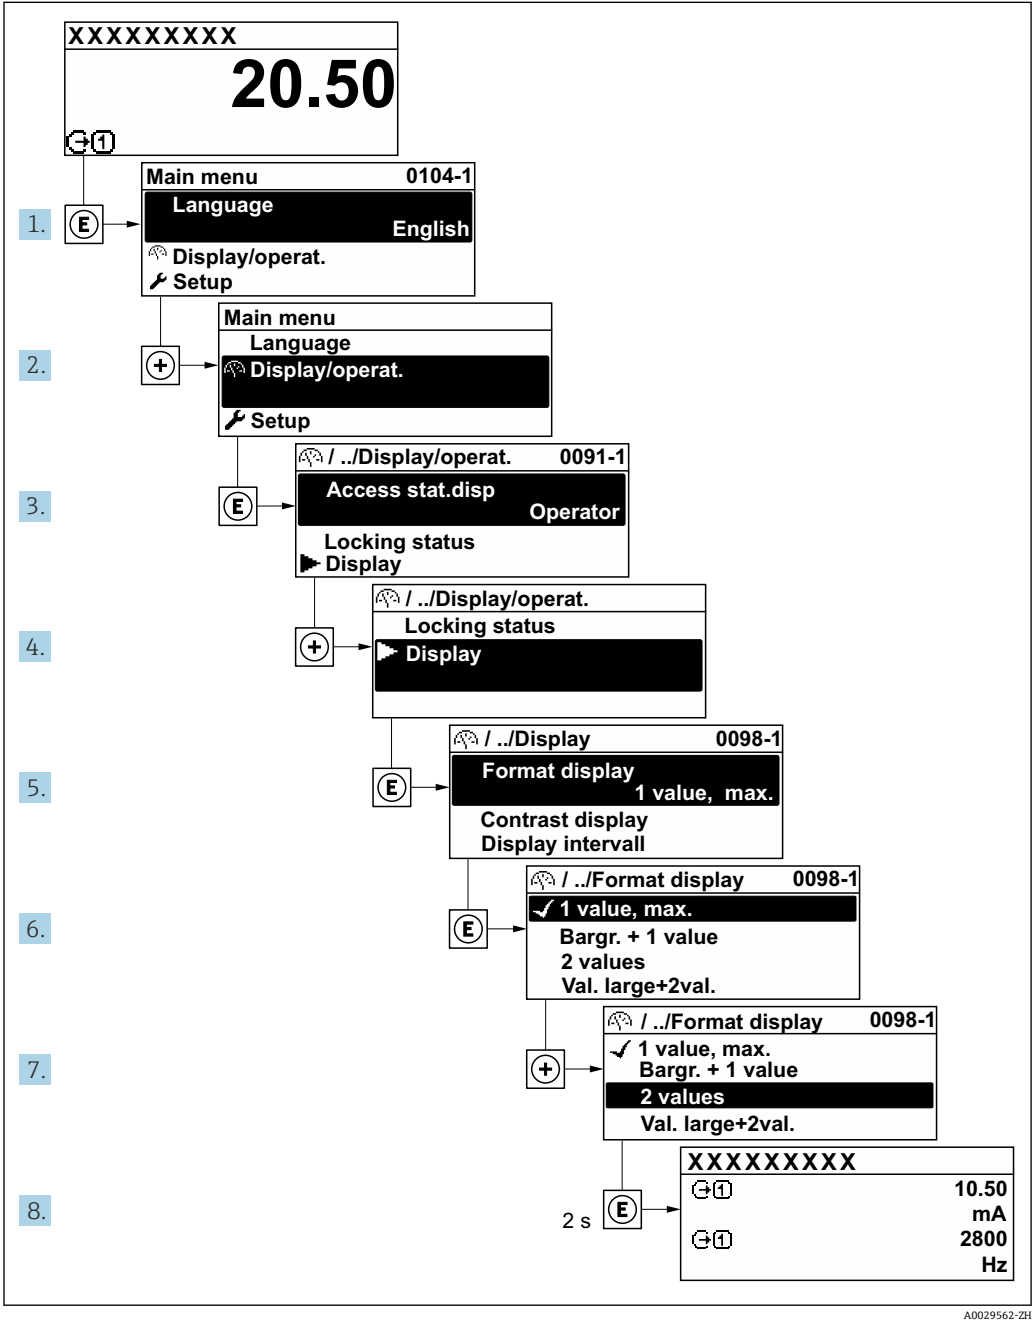 XXXXXXXXX
20.50
1
Main menu 0104-1
Language
English
Display/operat.
Setup
1.
E
Main menu
Language
Display/operat.
Setup
2.
+
/ ../Display/operat. 0091-1
Access stat.disp
Operator
Locking status
Display
3.
E
/ ../Display/operat.
Locking status
Display
4.
+
/ ../Display 0098-1
Format display
1 value, max.
Contrast display
Display intervall
5.
E
/ ../Format display 0098-1
1 value, max.
Bargr. + 1 value
2 values
Val. large+2val.
6.
E
/ ../Format display 0098-1
1 value, max.
Bargr. + 1 value
2 values
Val. large+2val.
7.
+
XXXXXXXXX
1 10.50
mA
1 2800
Hz
8.
2 s
E
A0029562-ZH